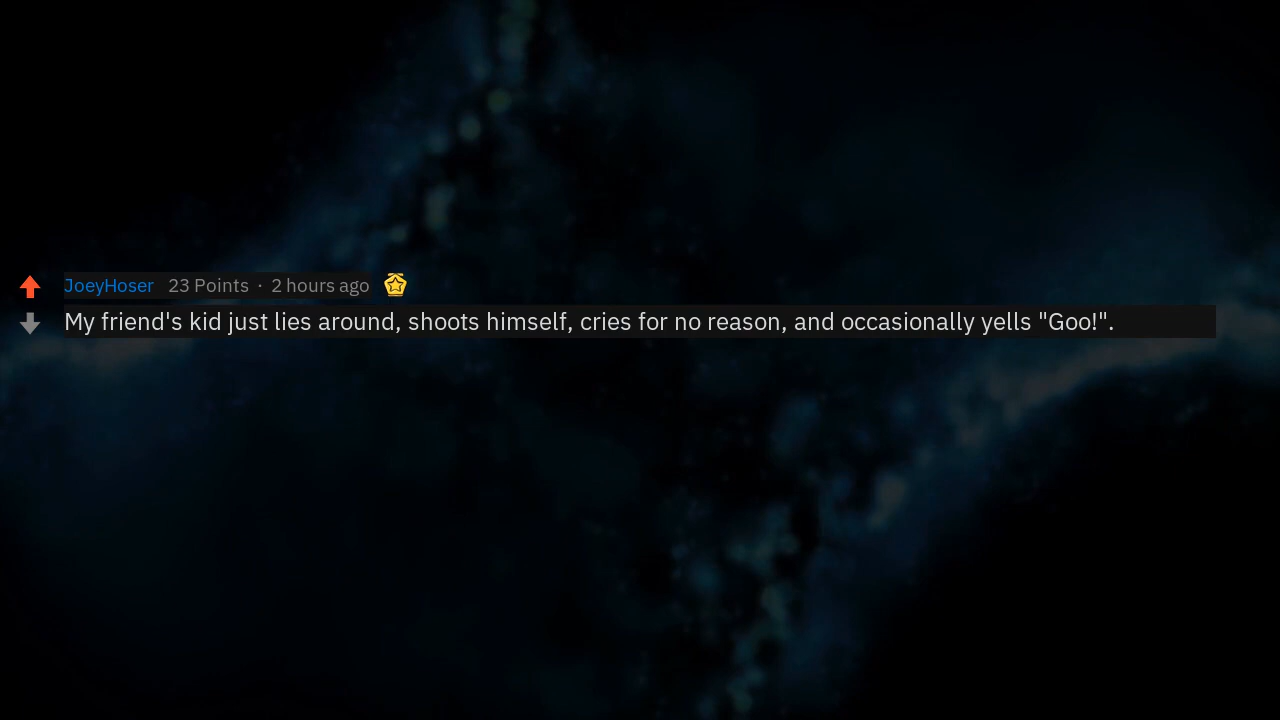 JoeyHoser 23 Points · 2 hours ago
My friend's kid just lies around, shoots himself, cries for no reason, and occasionally yells "Goo!".